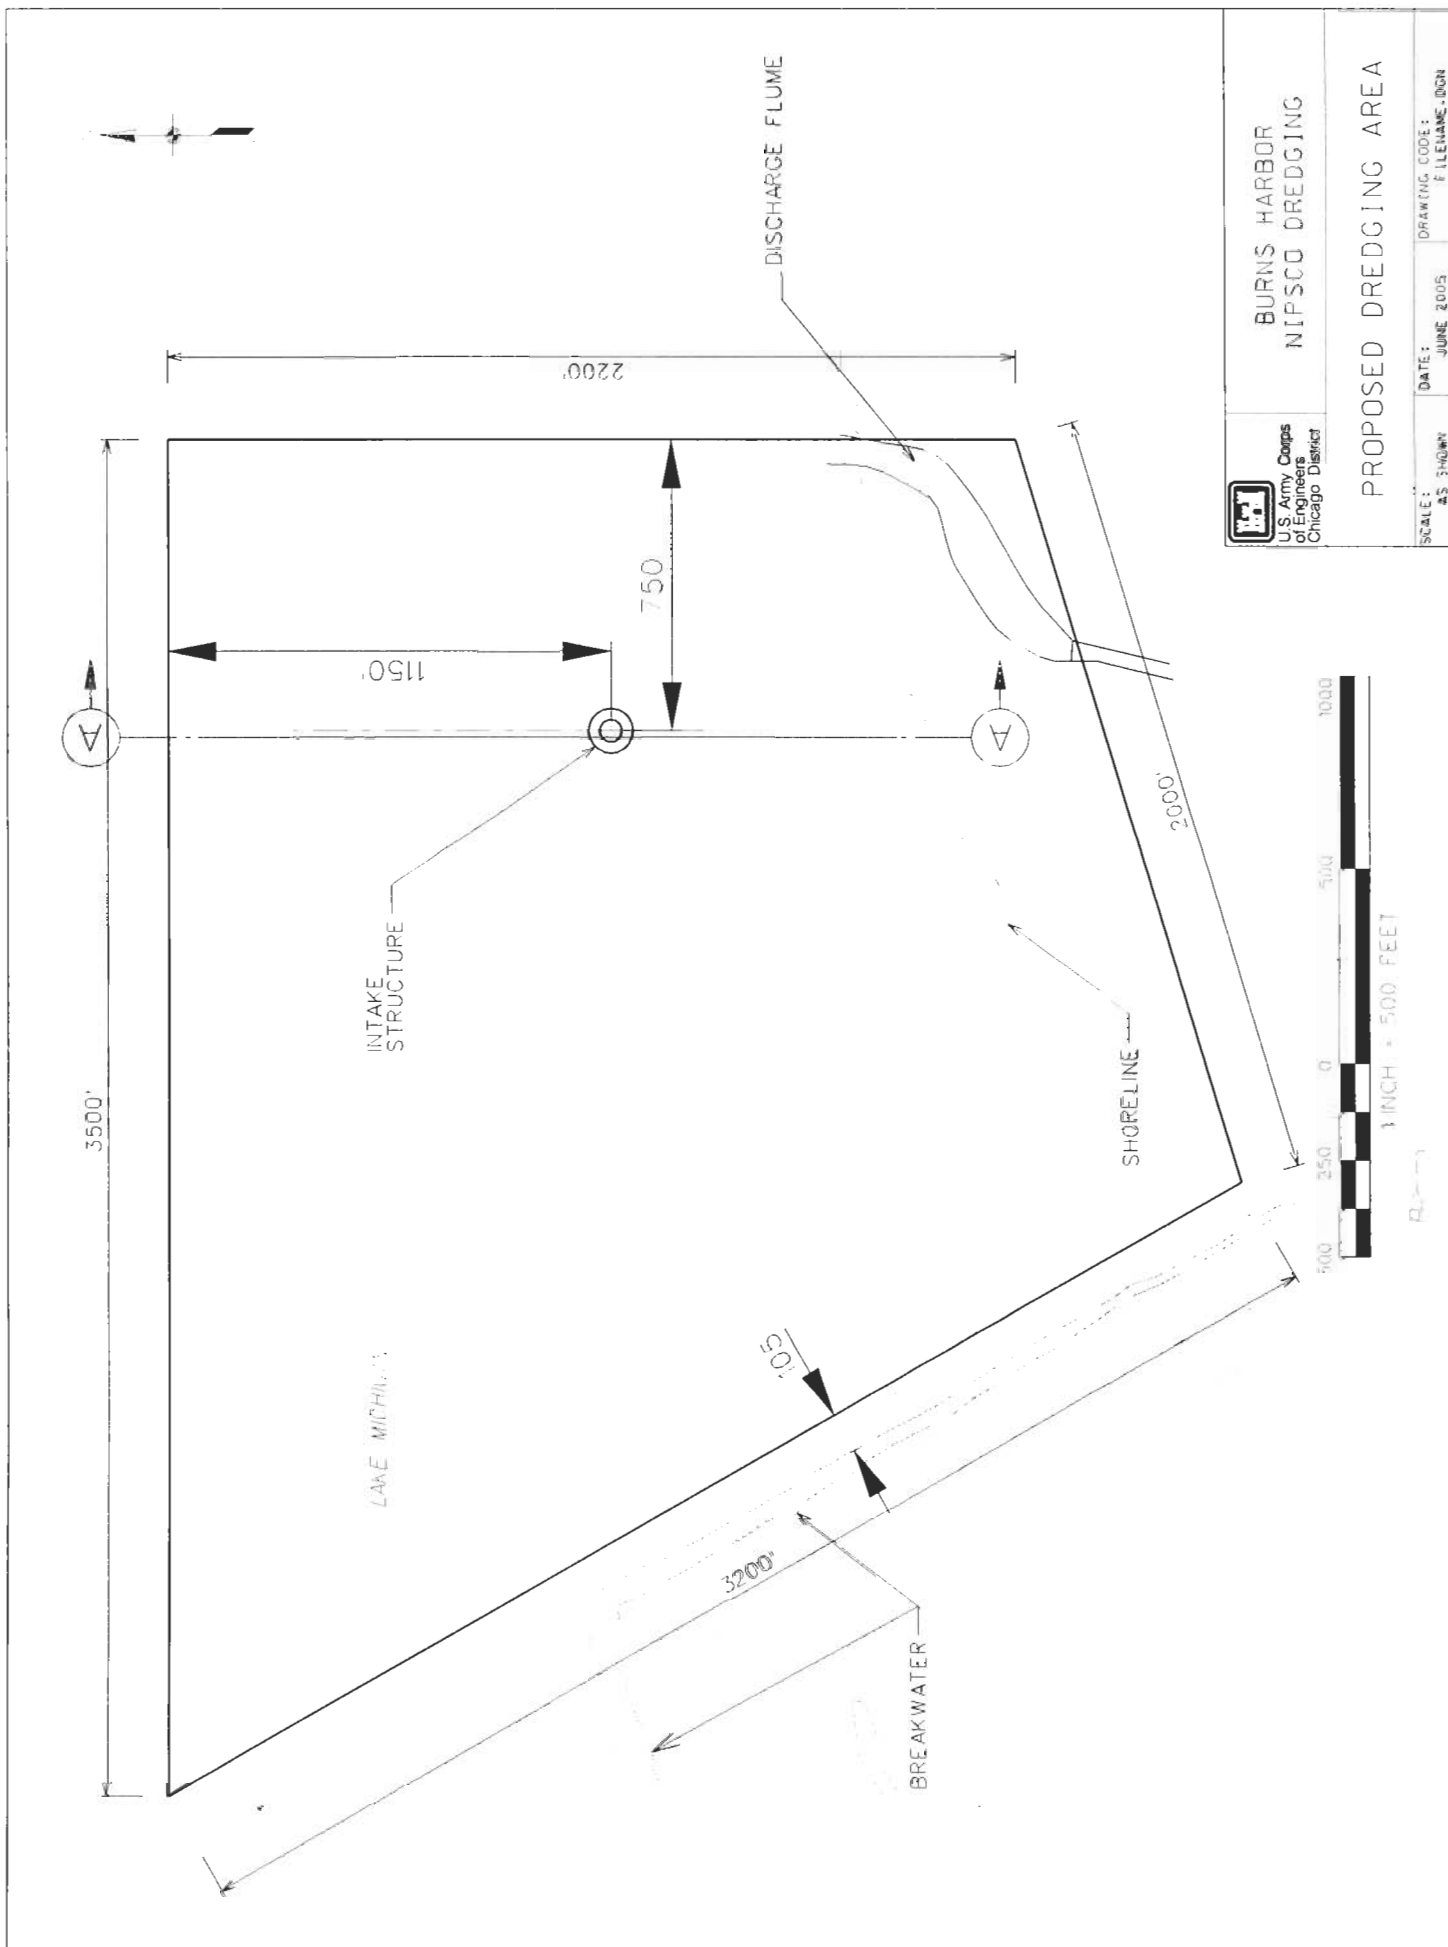 3500'
A
1150'
2200'
750
INTAKE
STRUCTURE
DISCHARGE FLUME
LAKE
A
105
SHORELINE
3200'
2000'
BREAKWATER
500 250 0 500 1000
1 INCH = 500 FEET
U.S. Army Corps
of Engineers
Chicago District
BURNS HARBOR
NIPSCO DREDGING
PROPOSED DREDGING AREA
SCALE:
AS SHOWN
DATE:
JUNE 2005
DRAWING CODE:
FILENAME.DGN